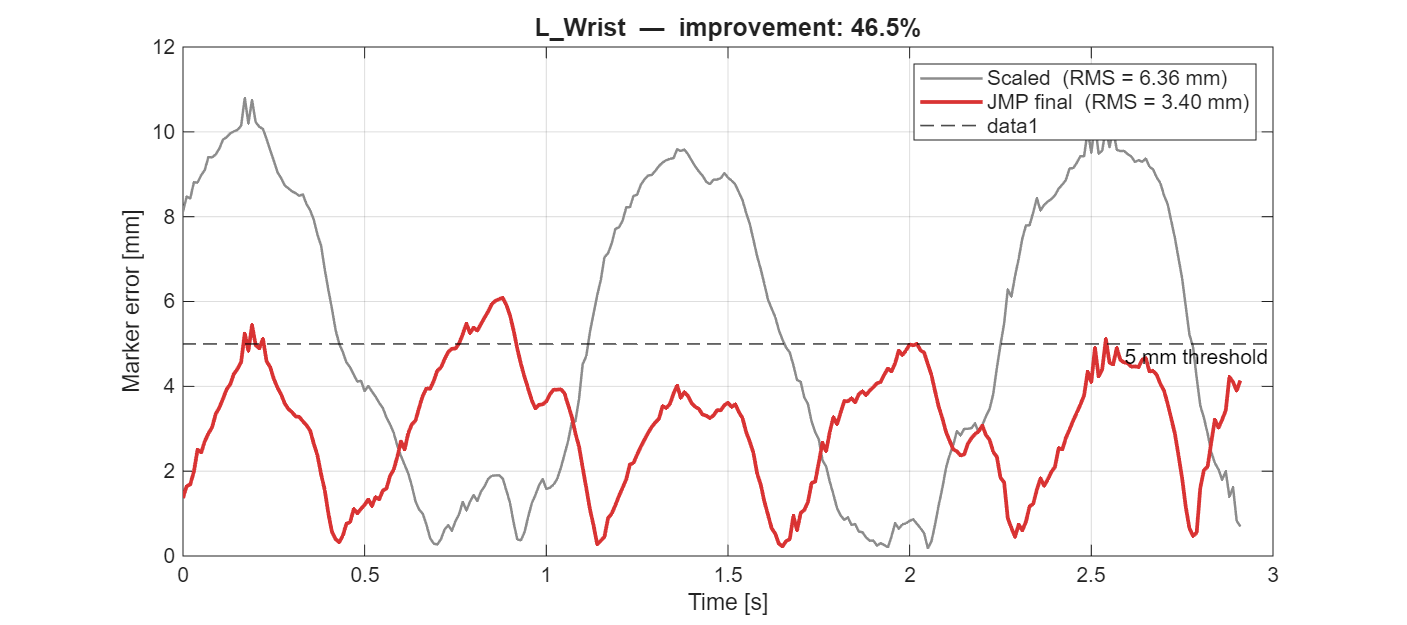 L_Wrist — improvement: 46.5%
12
10
8
6
4
2
0
Marker error [mm]
Scaled (RMS = 6.36 mm)
JMP final (RMS = 3.40 mm)
data1
5 mm threshold
0 0.5 1 1.5 2 2.5 3
Time [s]